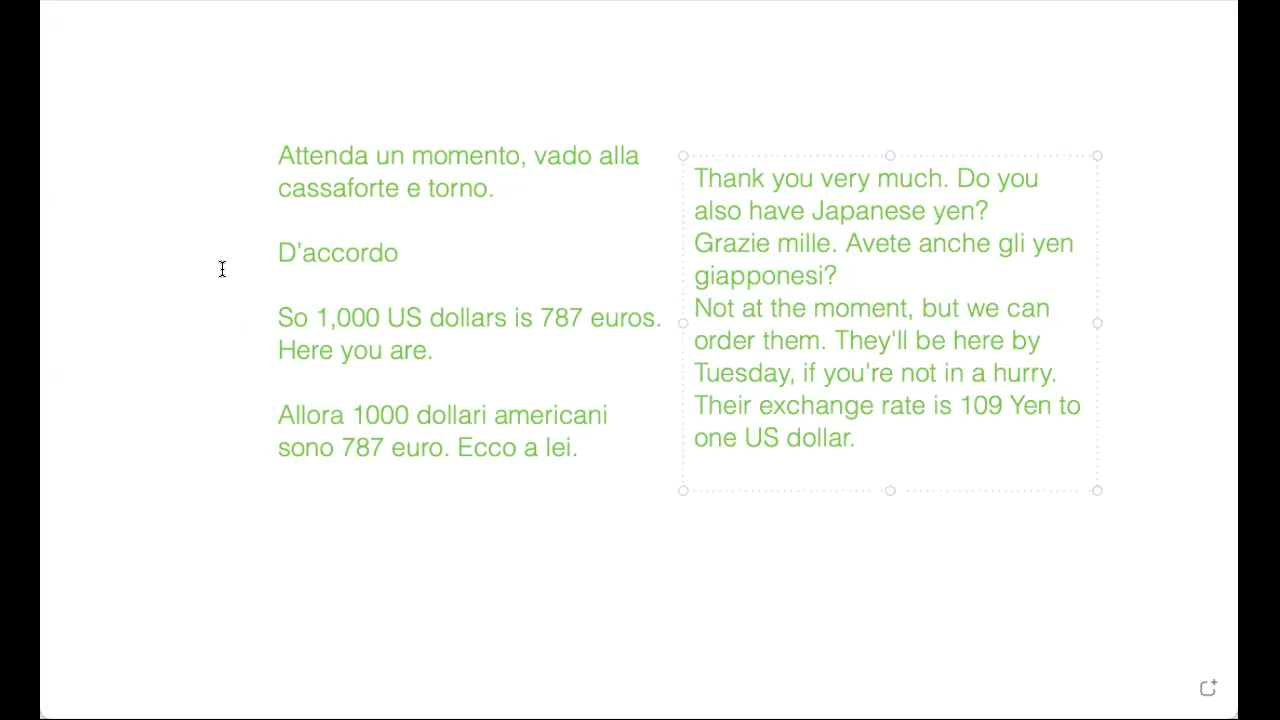 Attenda un momento, vado alla
cassaforte e torno.
D'accordo
So 1,000 US dollars is 787 euros.
Here you are.
Allora 1000 dollari americani
sono 787 euro. Ecco a lei.
Thank you very much. Do you
also have Japanese yen?
Grazie mille. Avete anche gli yen
giapponesi?
Not at the moment, but we can
order them. They'll be here by
Tuesday, if you're not in a hurry.
Their exchange rate is 109 Yen to
one US dollar.